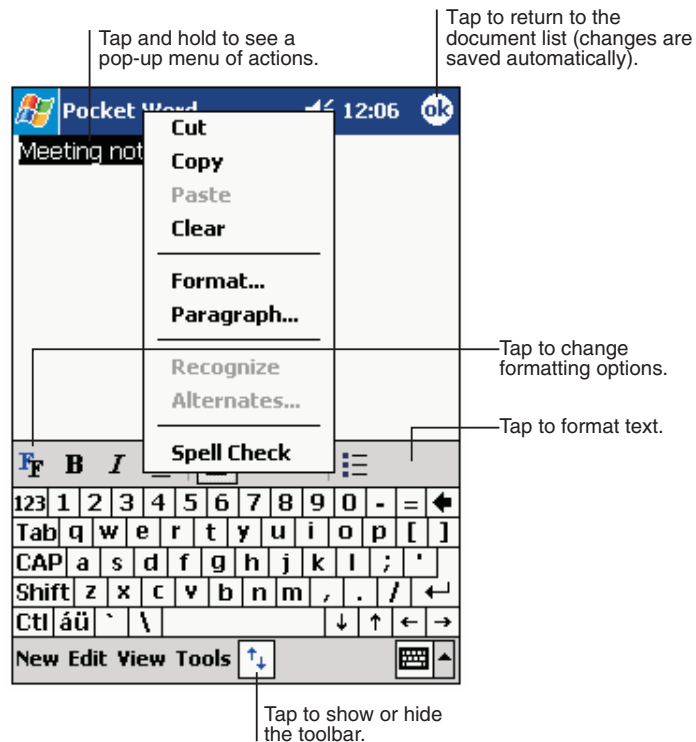 Tap to return to the
document list (changes are
saved automatically).
Tap and hold to see a
pop-up menu of actions.
Pocket Word 12:06 ok
Meeting not
Cut
Copy
Paste
Clear
Format...
Paragraph...
Recognize
Alternates...
Spell Check
Tap to change
formatting options.
Tap to format text.
FF B I
123 1 2 3 4 5 6 7 8 9 0 - =
Tab q w e r t y u i o p [ ]
CAP a s d f g h j k l ; '
Shift z x c v b n m , . /
Ctl áü ` \ ↓ ↑ ← →
New Edit View Tools
Tap to show or hide
the toolbar.